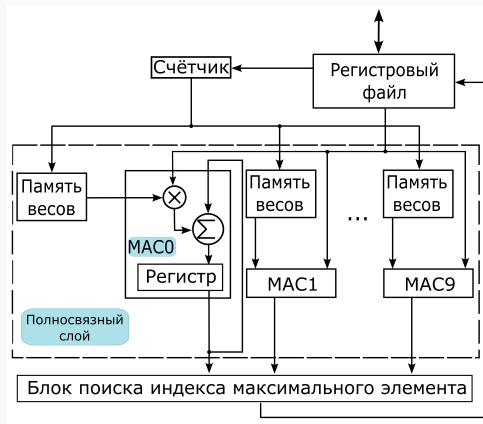 Счётчик
Регистровый
файл
Память
весов
×
Σ
MAC0
Регистр
Память
весов
...
Память
весов
MAC1
MAC9
Полносвязный
слой
Блок поиска индекса максимального элемента